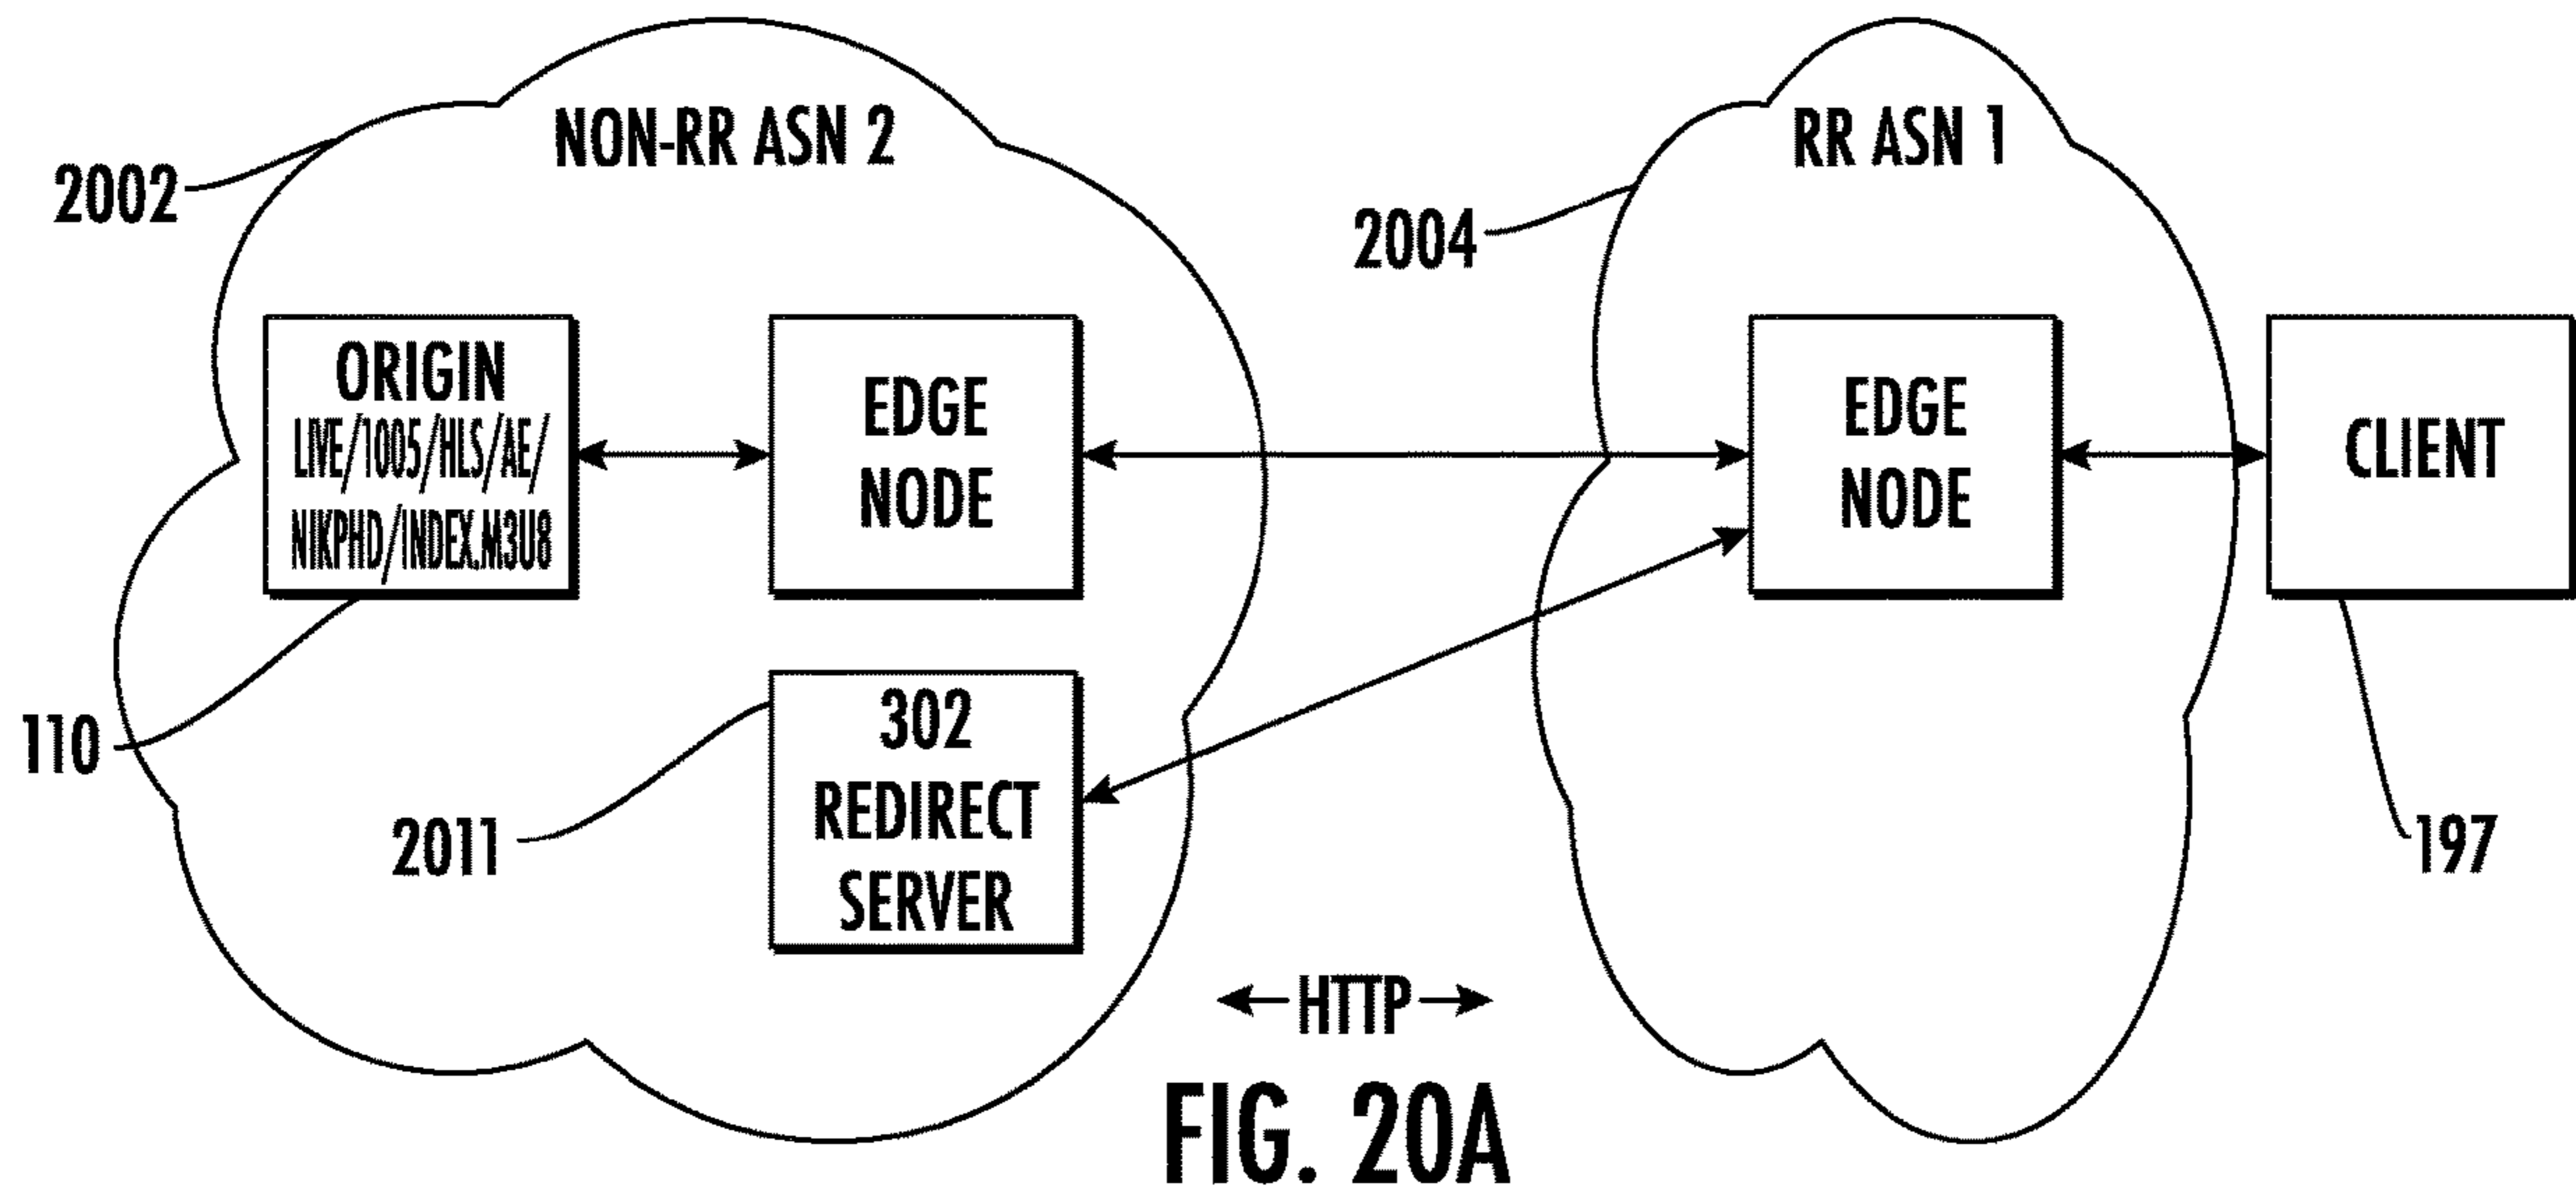 NON-RR ASN 2
RR ASN 1
2002
2004
ORIGIN
LIVE/1005/HLS/AE/
NIKPHD/INDEX.M3U8
EDGE
NODE
EDGE
NODE
CLIENT
110
302
REDIRECT
SERVER
2011
197
HTTP
FIG. 20A